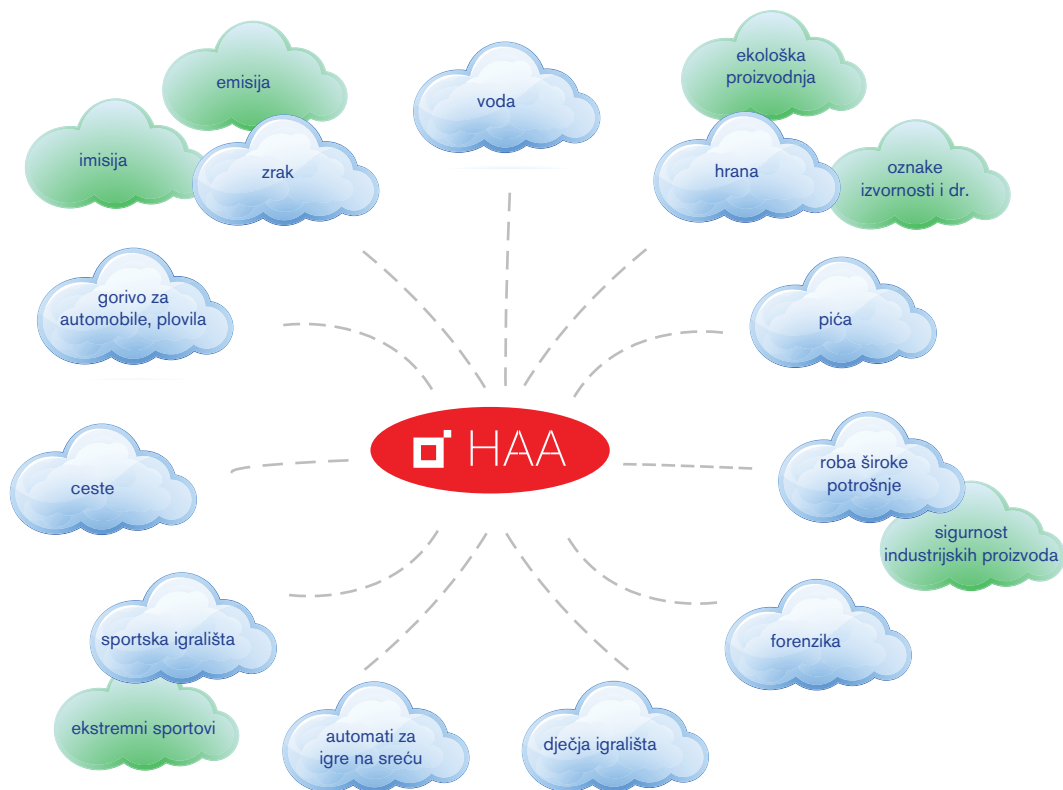 emisija
imisija
zrak
voda
ekološka
proizvodnja
hrana
oznake
izvornosti i dr.
gorivo za
automobile, plovila
pića
HAA
ceste
roba široke
potrošnje
sigurnost
industrijskih proizvoda
sportska igrališta
ekstremni sportovi
forenzika
automati za
igre na sreću
dječja igrališta